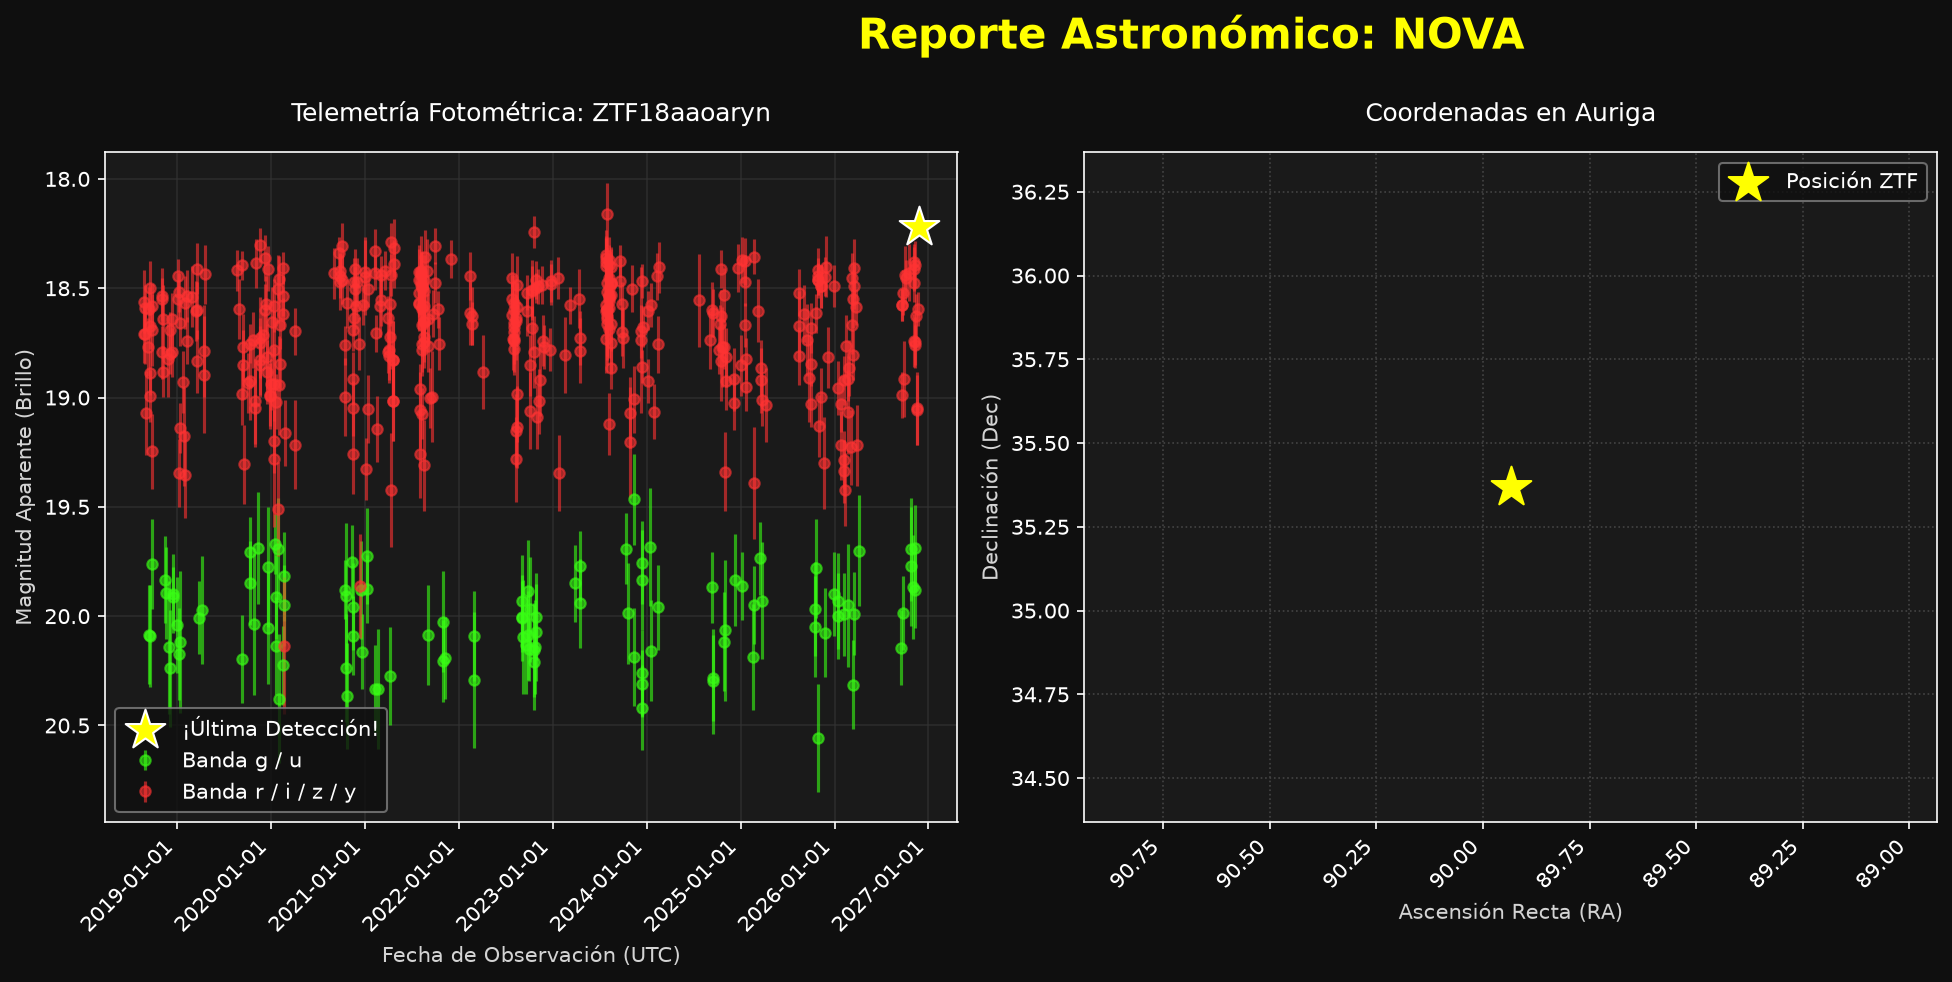 Reporte Astronómico: NOVA
Telemetría Fotométrica: ZTF18aaoaryn
Magnitud Aparente (Brillo)
18.0
18.5
19.0
19.5
20.0
20.5
¡Última Detección!
Banda g / u
Banda r / i / z / y
2019-01-01
2020-01-01
2021-01-01
2022-01-01
2023-01-01
2024-01-01
2025-01-01
2026-01-01
2027-01-01
Fecha de Observación (UTC)
Coordenadas en Auriga
Posición ZTF
Declinación (Dec)
36.25
36.00
35.75
35.50
35.25
35.00
34.75
34.50
90.75
90.50
90.25
90.00
89.75
89.50
89.25
89.00
Ascensión Recta (RA)